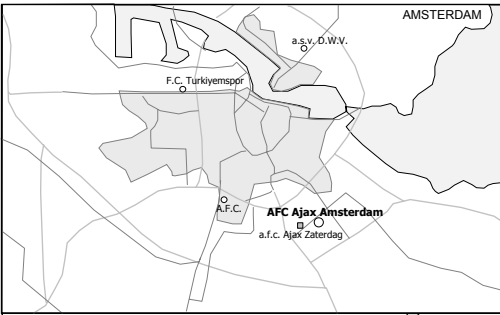 AMSTERDAM
a.s.v. D.W.V.
F.C. Turkiyemspor
A.F.C.
AFC Ajax Amsterdam
a.f.c. Ajax Zaterdag